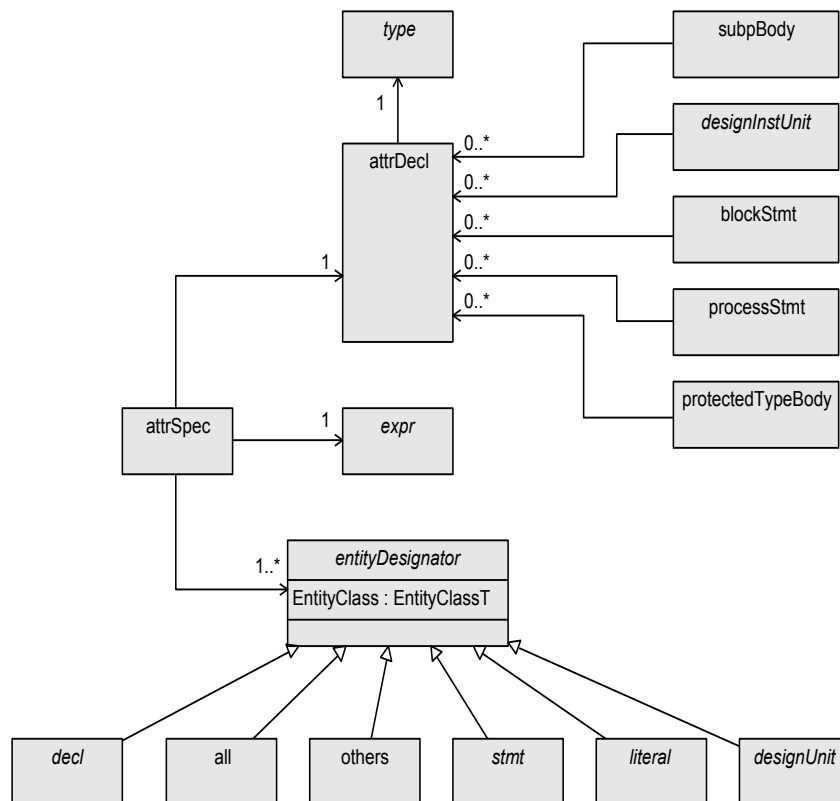 type
subpBody
1
designInstUnit
attrDecl
0..*
0..*
blockStmt
0..*
1
0..*
processStmt
0..*
protectedTypeBody
attrSpec
1
expr
1..*
entityDesignator
EntityClass : EntityClassT
decl
all
others
stmt
literal
designUnit